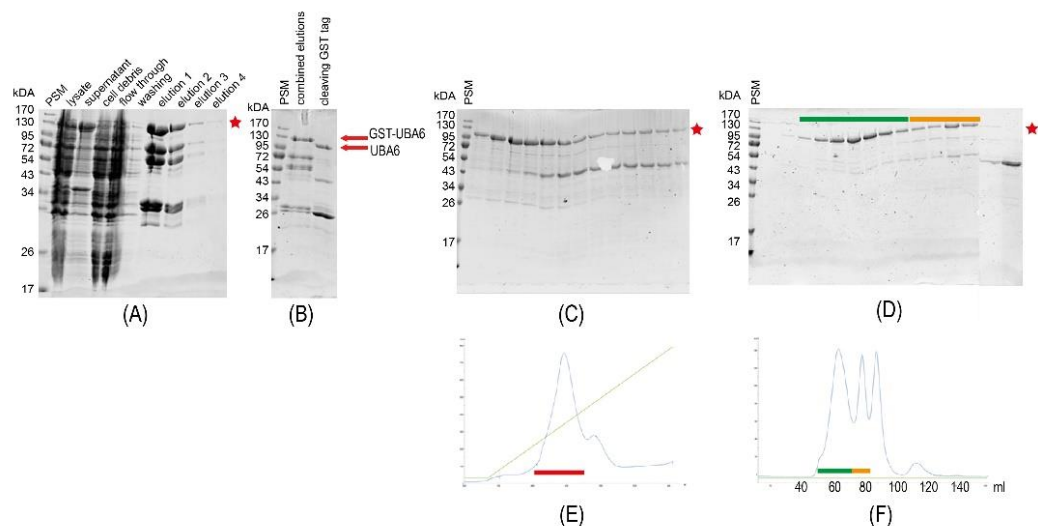 PSM
lysate
supernatant
cell debris
flow through
washing
elution 1
elution 2
elution 3
elution 4
kDa
170
130
95
72
54
43
34
26
17
(A)
PSM
combined elutions
cleaving GST tag
kDa
170
130
95
72
54
43
34
26
17
GST-UBA6
UBA6
(B)
kDa
PSM
170
130
95
72
54
43
34
26
17
(C)
kDa
PSM
170
130
95
72
54
43
34
26
17
(D)
(E)
40 60 80 100 120 140 ml
(F)